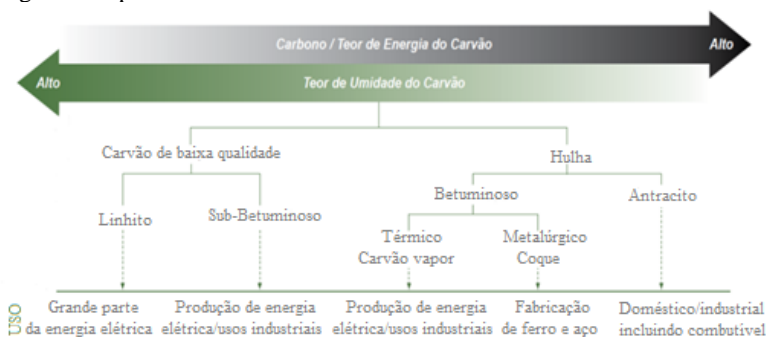 Carbono / Teor de Energia do Carvão
Alto
Alto
Teor de Umidade do Carvão
Carvão de baixa qualidade
Hulha
Linhito
Sub-Betuminoso
Betuminoso
Antracito
Térmico
Carvão vapor
Metalúrgico
Coque
USO
Grande parte
da energia elétrica
Produção de energia
elétrica/usos industriais
Produção de energia
elétrica/usos industriais
Fabricação
de ferro e aço
Doméstico/industrial
incluindo combutivel